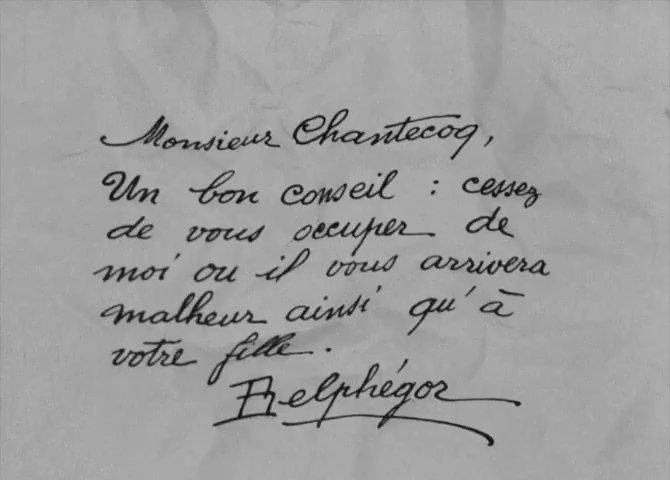 Monsieur Chantecoq,
Un bon conseil : cessez
de vous occuper de
moi ou il vous arrivera
malheur ainsi qu'à
votre fille.
Belphégor